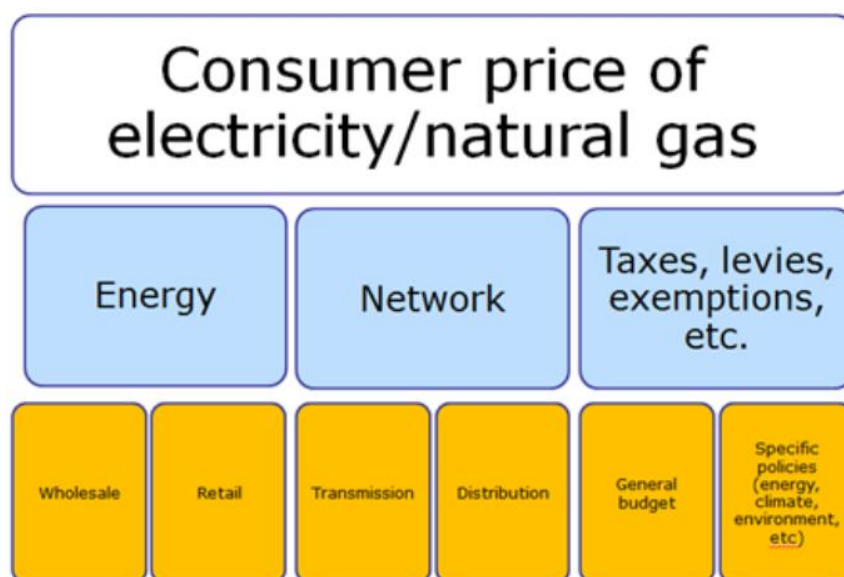 Consumer price of
electricity/natural gas
Energy
Network
Taxes, levies,
exemptions,
etc.
Wholesale
Retail
Transmission
Distribution
General
budget
Specific
policies
(energy,
climate,
environment,
etc)